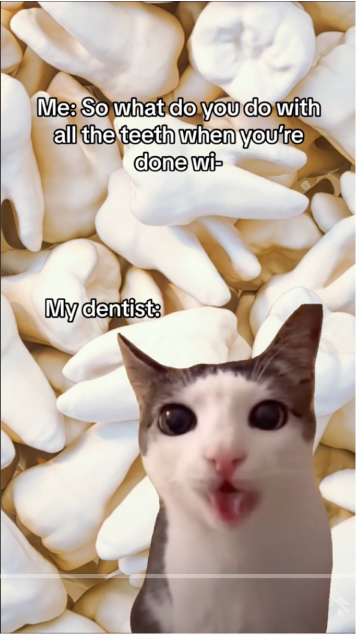 Me: So what do you do with
all the teeth when you're
done wi-
My dentist: